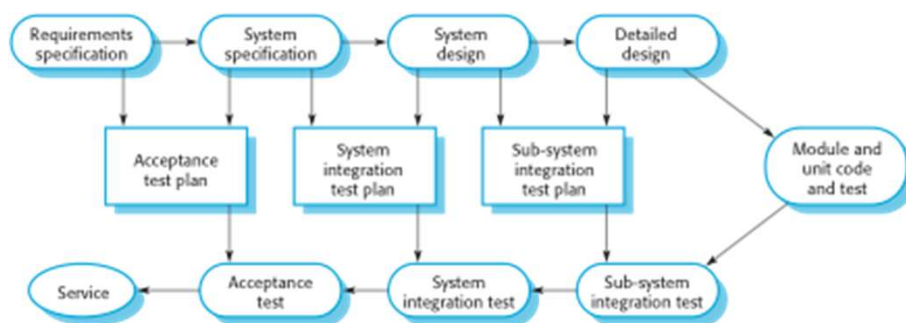 Requirements
specification
System
specification
System
design
Detailed
design
Acceptance
test plan
System
integration
test plan
Sub-system
integration
test plan
Module and
unit code
and test
Service
Acceptance
test
System
integration test
Sub-system
integration test